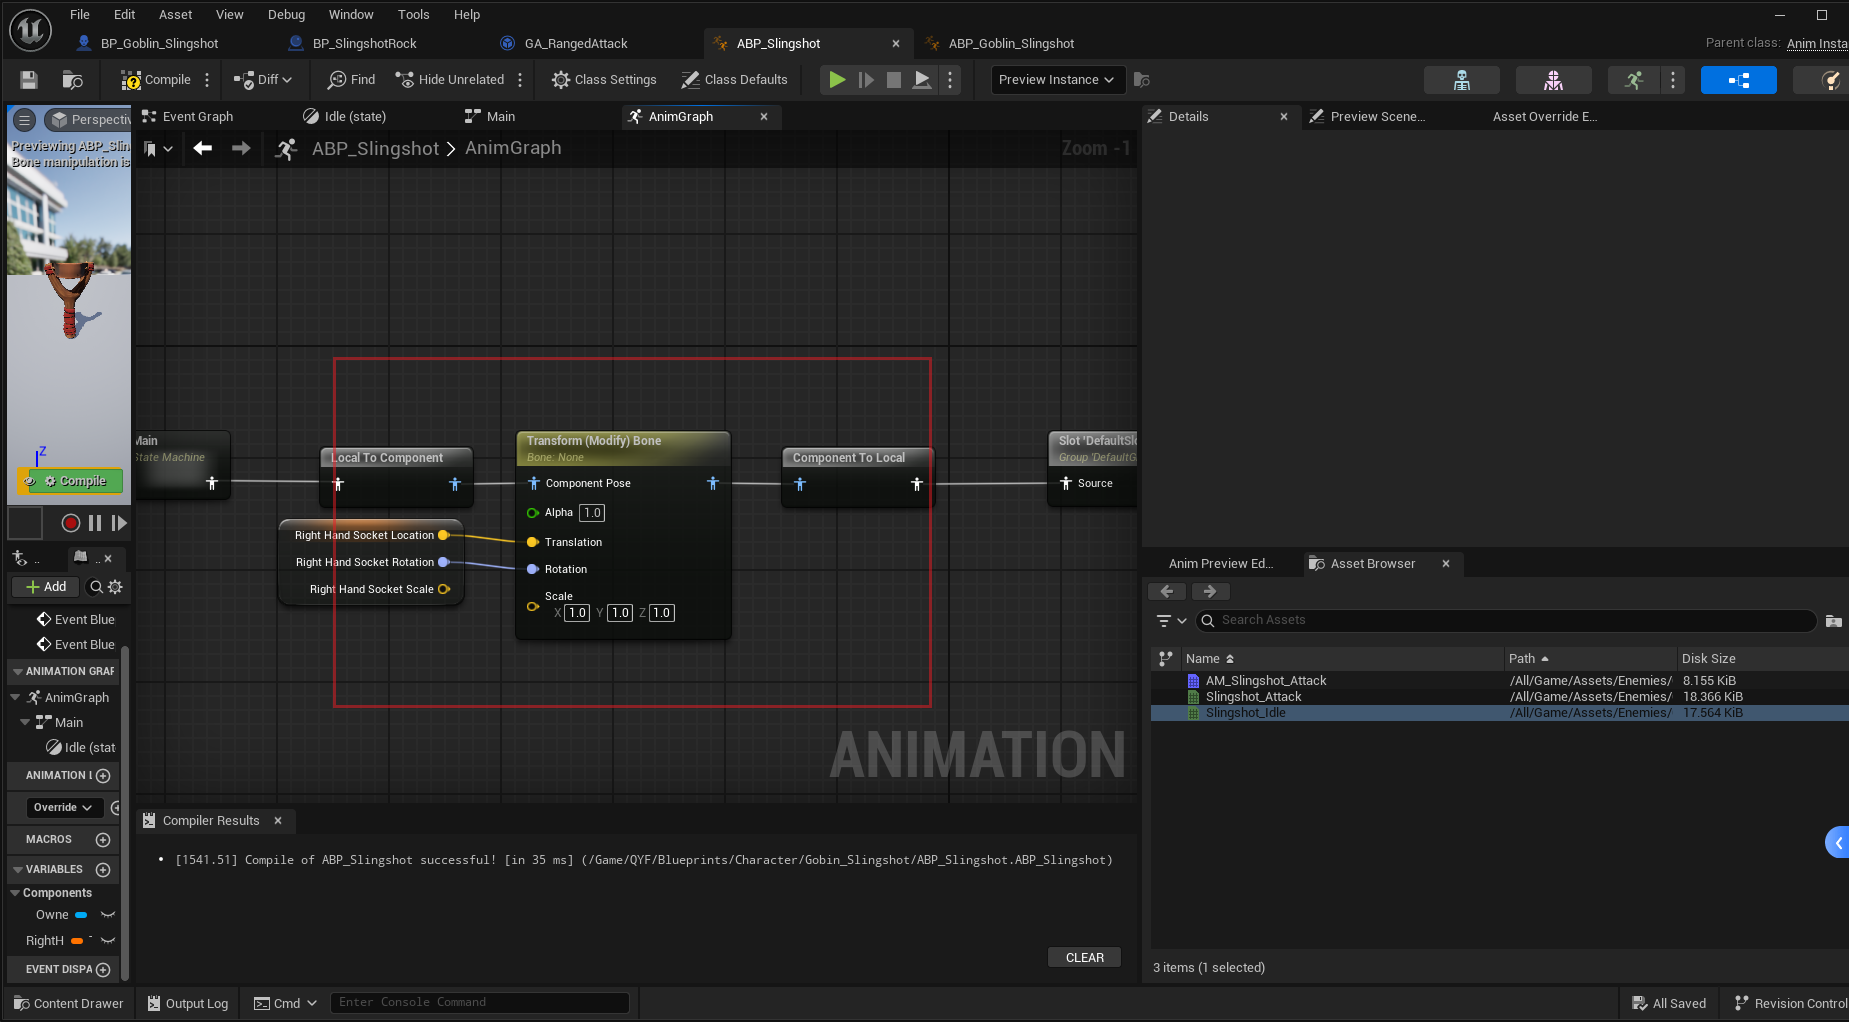 File Edit Asset View Debug Window Tools Help
BP_Goblin_Slingshot BP_SlingshotRock GA_RangedAttack ABP_Slingshot ABP_Goblin_Slingshot
Parent class: Anim Insta
Compile Diff Find Hide Unrelated Class Settings Class Defaults Preview Instance
Perspectiv
Previewing ABP_Slin
Bone manipulation is
Z
Compile
Event Graph Idle (state) Main AnimGraph
ABP_Slingshot > AnimGraph
Zoom -1
Main
State Machine
Local To Component
Transform (Modify) Bone
Bone: None
Component Pose
Alpha 1.0
Translation
Rotation
Scale
X 1.0 Y 1.0 Z 1.0
Right Hand Socket Location
Right Hand Socket Rotation
Right Hand Socket Scale
Component To Local
Slot 'DefaultSlo
Group 'DefaultG
Source
ANIMATION
..
..
Add
Event Blue
Event Blue
ANIMATION GRAF
AnimGraph
Main
Idle (stat
ANIMATION L
Override
MACROS
VARIABLES
Components
Owne
RightH
EVENT DISPA
Compiler Results
• [1541.51] Compile of ABP_Slingshot successful! [in 35 ms] (/Game/QYF/Blueprints/Character/Gobin_Slingshot/ABP_Slingshot.ABP_Slingshot)
CLEAR
Details Preview Scene... Asset Override E...
Anim Preview Ed... Asset Browser
Search Assets
Name Path Disk Size
AM_Slingshot_Attack /All/Game/Assets/Enemies/ 8.155 KiB
Slingshot_Attack /All/Game/Assets/Enemies/ 18.366 KiB
Slingshot_Idle /All/Game/Assets/Enemies/ 17.564 KiB
3 items (1 selected)
Content Drawer Output Log Cmd Enter Console Command All Saved Revision Control